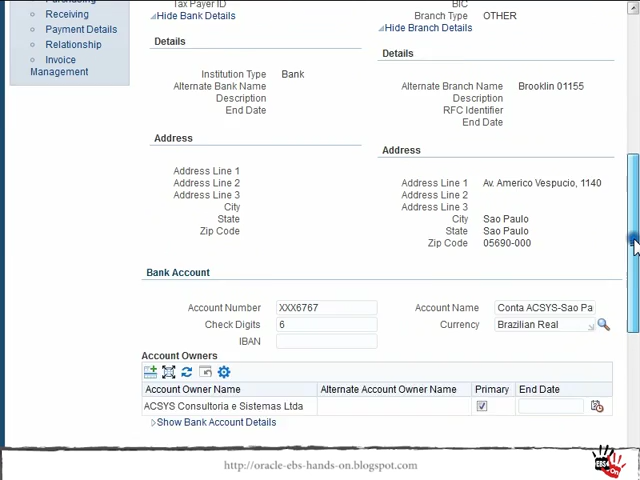 Purchasing
Receiving
Payment Details
Relationship
Invoice
Management
Tax Payer ID
Hide Bank Details
Details
Institution Type Bank
Alternate Bank Name
Description
End Date
Address
Address Line 1
Address Line 2
Address Line 3
City
State
Zip Code
BIC
Branch Type OTHER
Hide Branch Details
Details
Alternate Branch Name Brooklin 01155
Description
RFC Identifier
End Date
Address
Address Line 1 Av. Americo Vespucio, 1140
Address Line 2
Address Line 3
City Sao Paulo
State Sao Paulo
Zip Code 05690-000
Bank Account
Account Number XXX6767
Account Name Conta ACSYS-Sao Pa
Check Digits 6
Currency Brazilian Real
IBAN
Account Owners
Account Owner Name Alternate Account Owner Name Primary End Date
ACSYS Consultoria e Sistemas Ltda
Show Bank Account Details
http://oracle-ebs-hands-on.blogspot.com
EBS
On